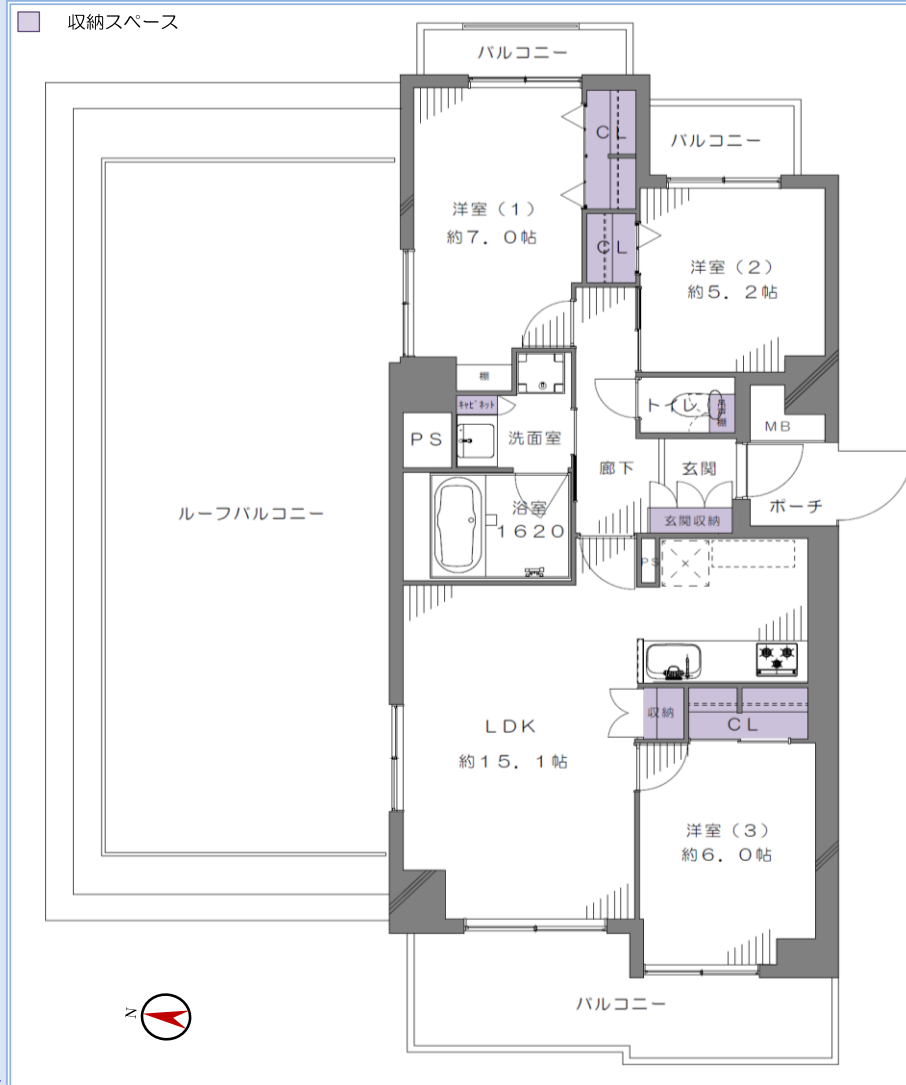 収納スペース
バルコニー
バルコニー
CL
洋室（1）
約7．0帖
CL
洋室（2）
約5．2帖
棚
トイレ
吊戸棚
キャビネット
MB
PS
洗面室
廊下
玄関
ポーチ
浴室
1620
玄関収納
ルーフバルコニー
PS
収納
CL
LDK
約15．1帖
洋室（3）
約6．0帖
バルコニー
N